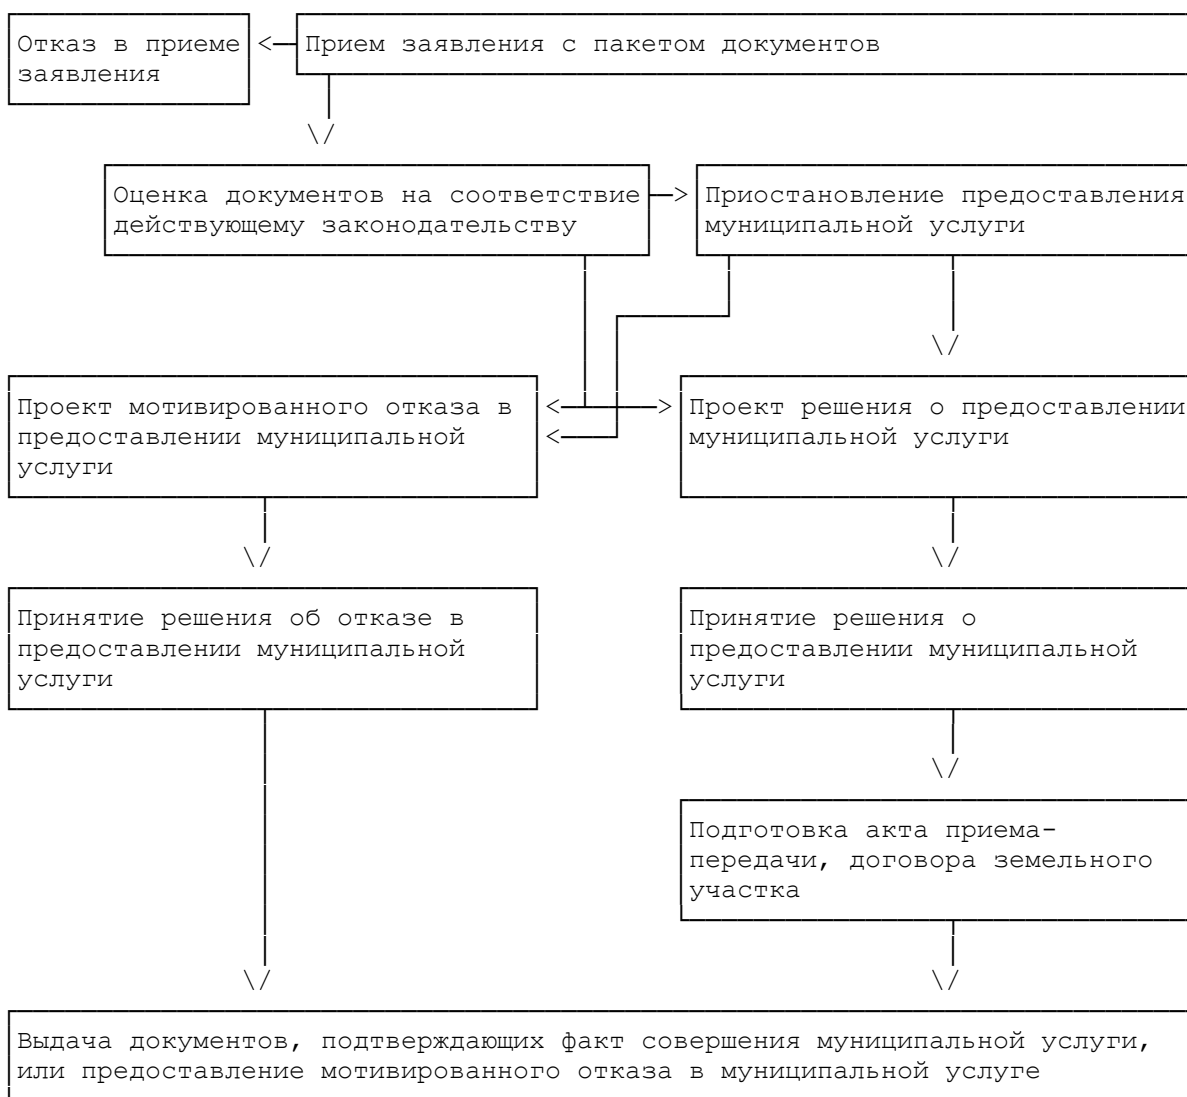 Отказ в приеме
заявления
Прием заявления с пакетом документов
Оценка документов на соответствие
действующему законодательству
Приостановление предоставления
муниципальной услуги
Проект мотивированного отказа в
предоставлении муниципальной
услуги
Проект решения о предоставлении
муниципальной услуги
Принятие решения об отказе в
предоставлении муниципальной
услуги
Принятие решения о
предоставлении муниципальной
услуги
Подготовка акта приема-
передачи, договора земельного
участка
Выдача документов, подтверждающих факт совершения муниципальной услуги,
или предоставление мотивированного отказа в муниципальной услуге